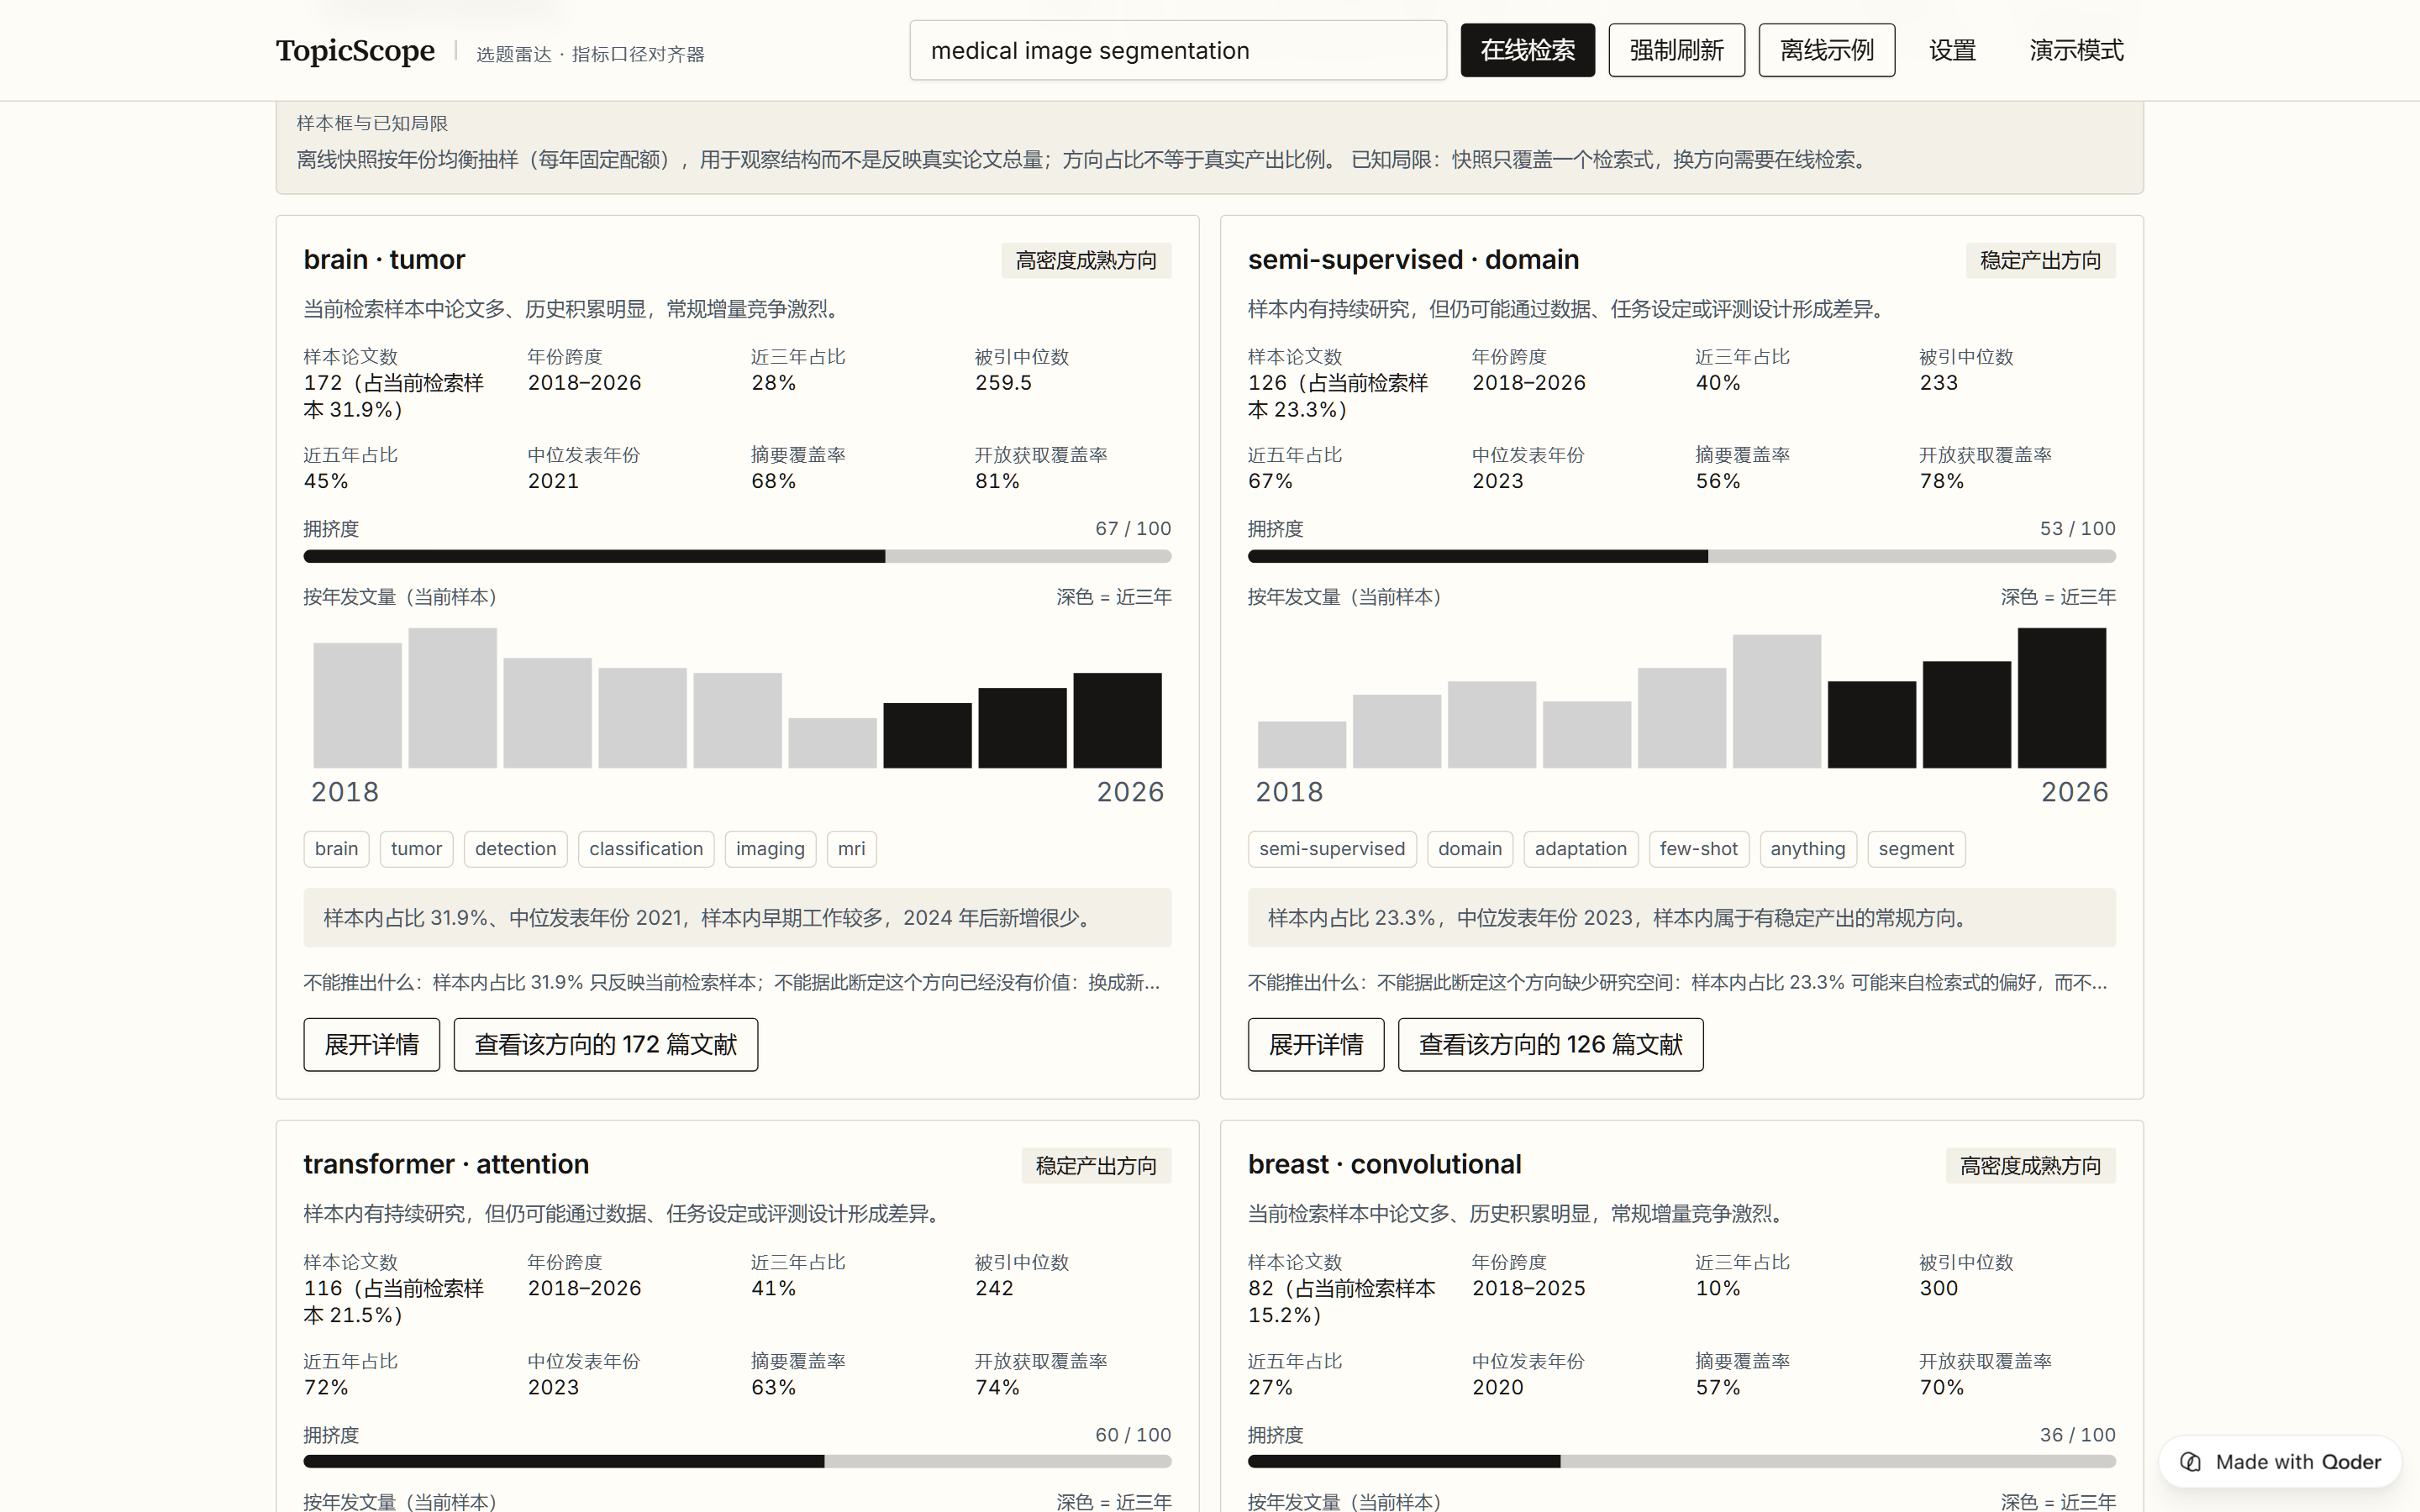 TopicScope
选题雷达 · 指标口径对齐器
medical image segmentation
在线检索
强制刷新
离线示例
设置
演示模式
样本框与已知局限
离线快照按年份均衡抽样（每年固定配额），用于观察结构而不是反映真实论文总量；方向占比不等于真实产出比例。 已知局限：快照只覆盖一个检索式，换方向需要在线检索。
brain · tumor
高密度成熟方向
当前检索样本中论文多、历史积累明显，常规增量竞争激烈。
样本论文数
172（占当前检索样
本 31.9%）
年份跨度
2018–2026
近三年占比
28%
被引中位数
259.5
近五年占比
45%
中位发表年份
2021
摘要覆盖率
68%
开放获取覆盖率
81%
拥挤度
67 / 100
按年发文量（当前样本）
深色 = 近三年
2018
2026
brain
tumor
detection
classification
imaging
mri
样本内占比 31.9%、中位发表年份 2021，样本内早期工作较多，2024 年后新增很少。
不能推出什么：样本内占比 31.9% 只反映当前检索样本；不能据此断定这个方向已经没有价值：换成新...
展开详情
查看该方向的 172 篇文献
semi-supervised · domain
稳定产出方向
样本内有持续研究，但仍可能通过数据、任务设定或评测设计形成差异。
样本论文数
126（占当前检索样
本 23.3%）
年份跨度
2018–2026
近三年占比
40%
被引中位数
233
近五年占比
67%
中位发表年份
2023
摘要覆盖率
56%
开放获取覆盖率
78%
拥挤度
53 / 100
按年发文量（当前样本）
深色 = 近三年
2018
2026
semi-supervised
domain
adaptation
few-shot
anything
segment
样本内占比 23.3%，中位发表年份 2023，样本内属于有稳定产出的常规方向。
不能推出什么：不能据此断定这个方向缺少研究空间：样本内占比 23.3% 可能来自检索式的偏好，而不...
展开详情
查看该方向的 126 篇文献
transformer · attention
稳定产出方向
样本内有持续研究，但仍可能通过数据、任务设定或评测设计形成差异。
样本论文数
116（占当前检索样
本 21.5%）
年份跨度
2018–2026
近三年占比
41%
被引中位数
242
近五年占比
72%
中位发表年份
2023
摘要覆盖率
63%
开放获取覆盖率
74%
拥挤度
60 / 100
按年发文量（当前样本）
深色 = 近三年
breast · convolutional
高密度成熟方向
当前检索样本中论文多、历史积累明显，常规增量竞争激烈。
样本论文数
82（占当前检索样本
15.2%）
年份跨度
2018–2025
近三年占比
10%
被引中位数
300
近五年占比
27%
中位发表年份
2020
摘要覆盖率
57%
开放获取覆盖率
70%
拥挤度
36 / 100
按年发文量（当前样本）
深色 = 近三年
Made with Qoder